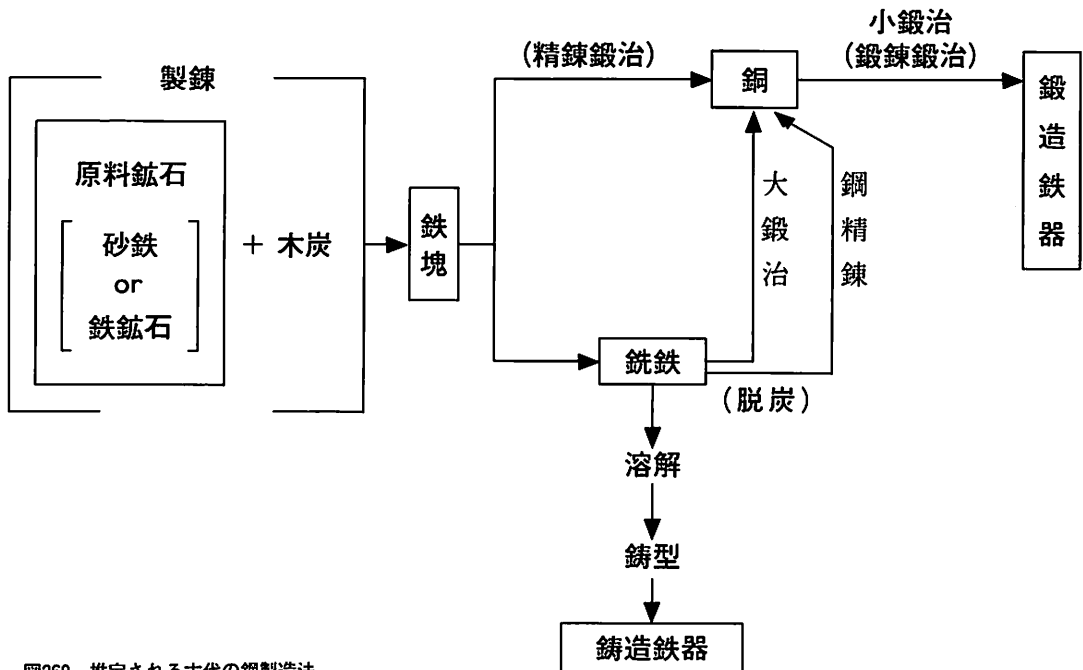 製錬
原料鉱石
砂鉄
or
鉄鉱石
+ 木炭
鉄塊
(精錬鍛冶)
銅
小鍛冶
(鍛錬鍛冶)
鍛造鉄器
大鍛冶
鋼精錬
銑鉄
(脱炭)
溶解
鋳型
鋳造鉄器